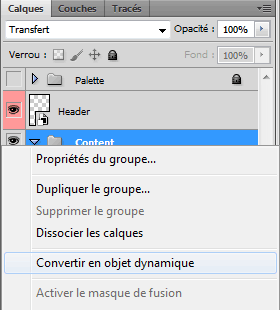 Calques Couches Tracés
Transfert Opacité : 100%
Verrou : Fond : 100%
Palette
Header
Content
Propriétés du groupe...
Dupliquer le groupe...
Supprimer le groupe
Dissocier les calques
Convertir en objet dynamique
Activer le masque de fusion